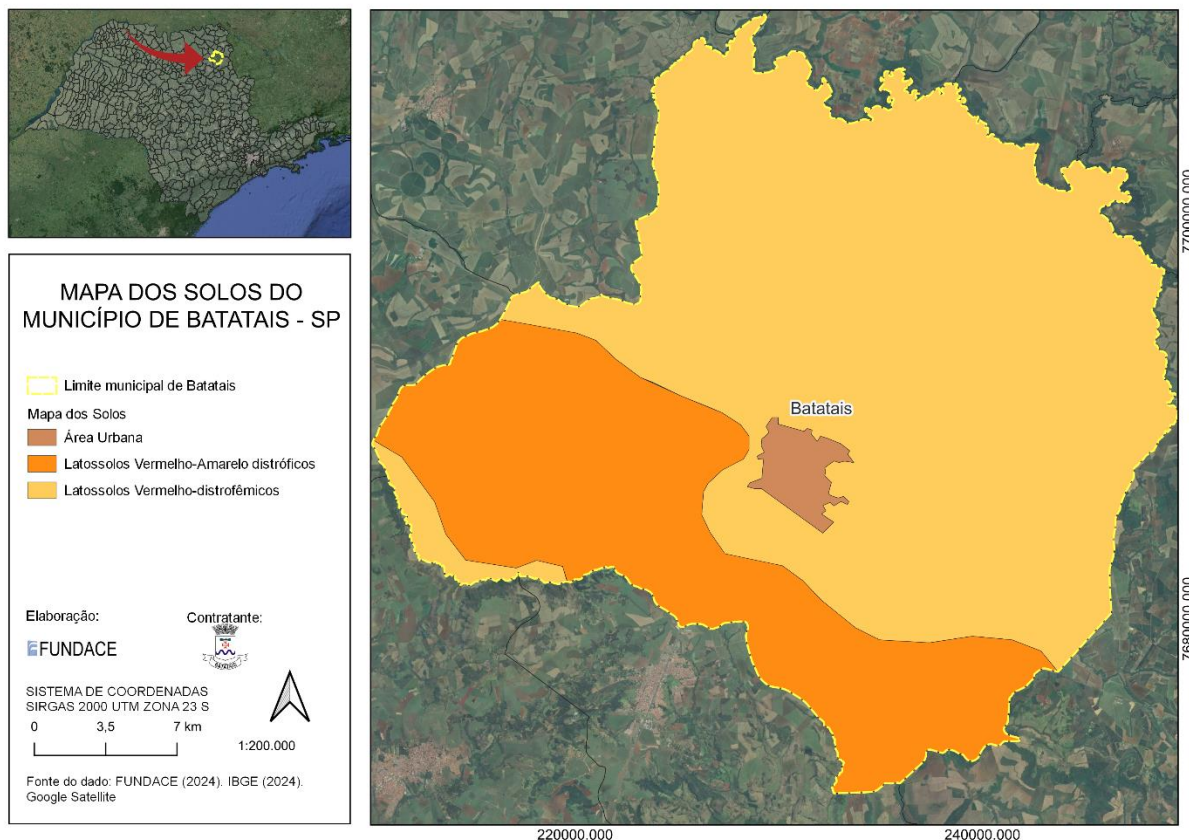 MAPA DOS SOLOS DO
MUNICÍPIO DE BATATAIS - SP
Limite municipal de Batatais
Mapa dos Solos
Área Urbana
Latossolos Vermelho-Amarelo distróficos
Latossolos Vermelho-distrofêmicos
Elaboração:
Contratante:
FUNDACE
BATATAIS
SISTEMA DE COORDENADAS
SIRGAS 2000 UTM ZONA 23 S
0 3,5 7 km
1:200.000
Fonte do dado: FUNDACE (2024). IBGE (2024).
Google Satellite
Batatais
7700000.000
7680000.000
220000.000
240000.000